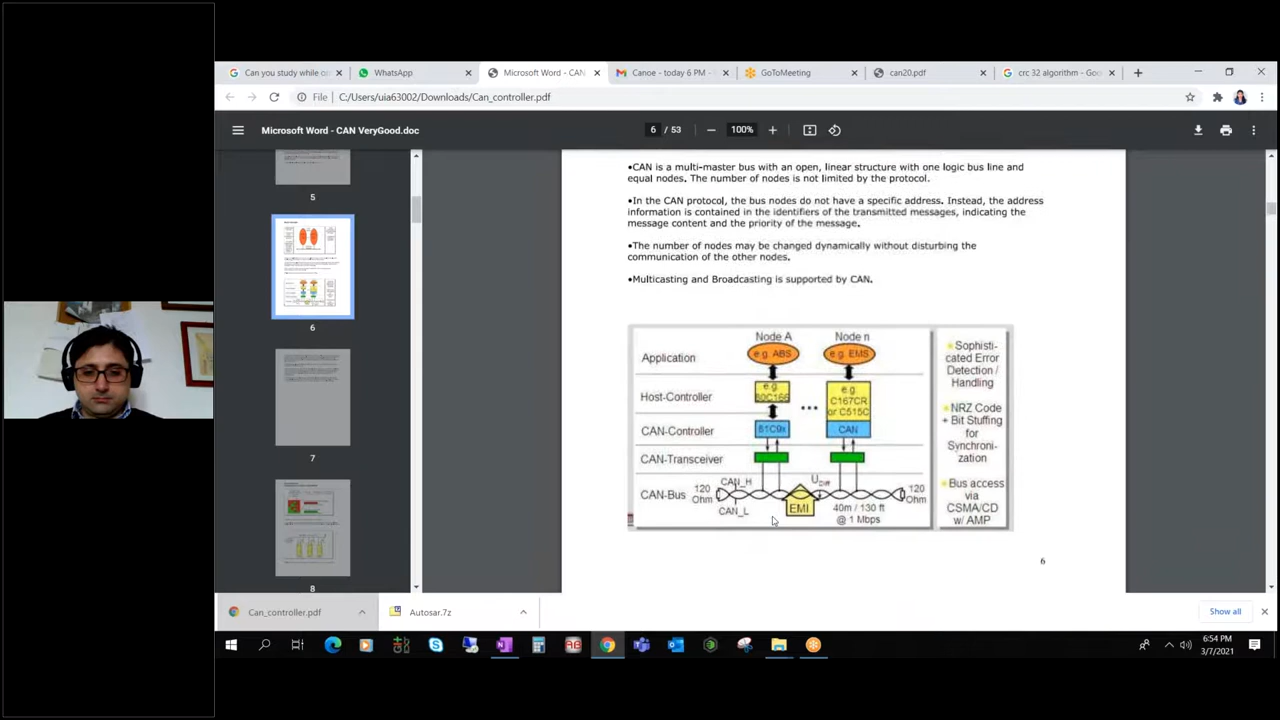 Can you study while os
WhatsApp
Microsoft Word - CAN
Canoe - today 6 PM -
GoToMeeting
can20.pdf
crc 32 algorithm - Goo
File
C:/Users/uia63002/Downloads/Can_controller.pdf
Microsoft Word - CAN VeryGood.doc
6 / 53
100%
5
6
7
8
•CAN is a multi-master bus with an open, linear structure with one logic bus line and
equal nodes. The number of nodes is not limited by the protocol.
•In the CAN protocol, the bus nodes do not have a specific address. Instead, the address
information is contained in the identifiers of the transmitted messages, indicating the
message content and the priority of the message.
•The number of nodes may be changed dynamically without disturbing the
communication of the other nodes.
•Multicasting and Broadcasting is supported by CAN.
Node A
Node n
Application
e.g. ABS
e.g. EMS
Host-Controller
e.g.
80C166
e.g.
C167CR
or C515C
CAN-Controller
81C9x
CAN
CAN-Transceiver
CAN-Bus
120
Ohm
CAN_H
CAN_L
EMI
UDiff
40m / 130 ft
@ 1 Mbps
120
Ohm
Sophisti-
cated Error
Detection /
Handling
NRZ Code
+ Bit Stuffing
for
Synchroni-
zation
Bus access
via
CSMA/CD
w/ AMP
6
Can_controller.pdf
Autosar.7z
Show all
6:54 PM
3/7/2021